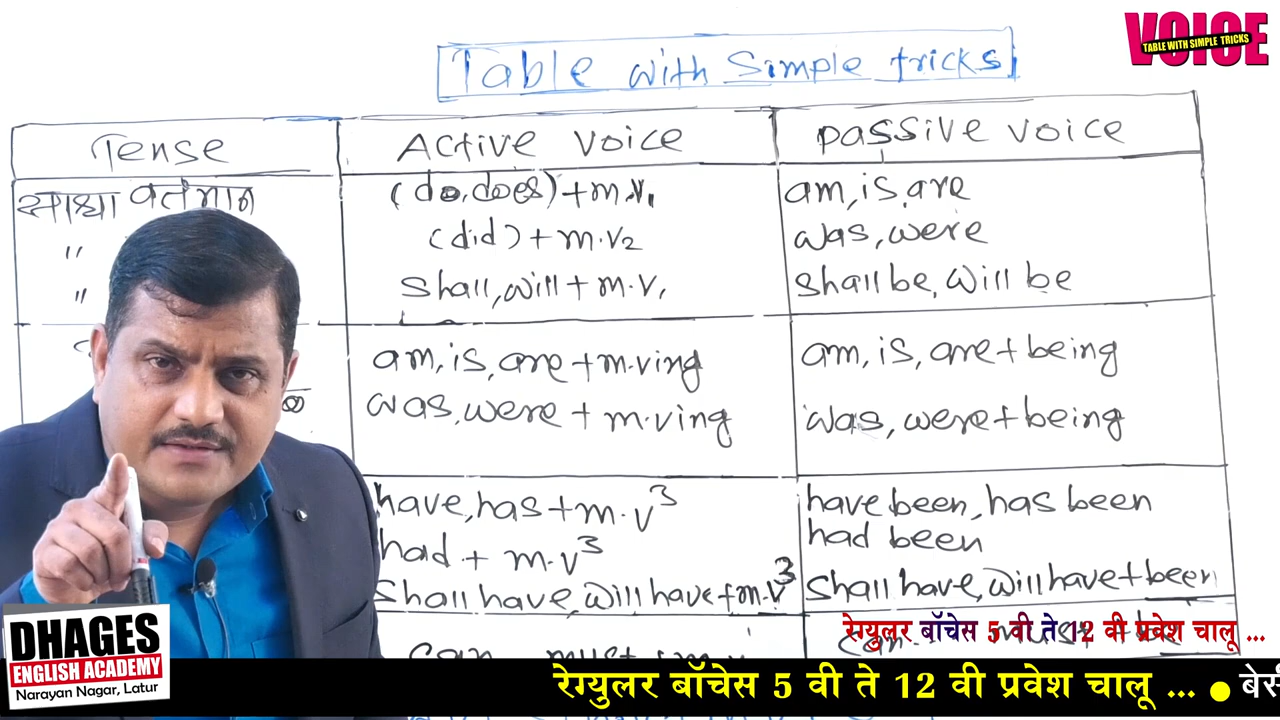 VOICE
TABLE WITH SIMPLE TRICKS
Table with Simple tricks
Tense
Active voice
passive voice
साधा वर्तमान
(do, does) + m.v1
am, is, are
"
(did) + m.v2
was, were
"
shall, will + m.v1
shall be, will be
am, is, are + m.ving
am, is, are + being
was, were + m.ving
was, were + being
have, has + m.v3
have been, has been
had + m.v3
had been
Shall have, will have + m.v3
Shall have, will have + been
रेग्युलर बॉचेस 5 वी ते 12 वी प्रवेश चालू ...
DHAGES
ENGLISH ACADEMY
Narayan Nagar, Latur
रेग्युलर बॉचेस 5 वी ते 12 वी प्रवेश चालू ... ● बेसी